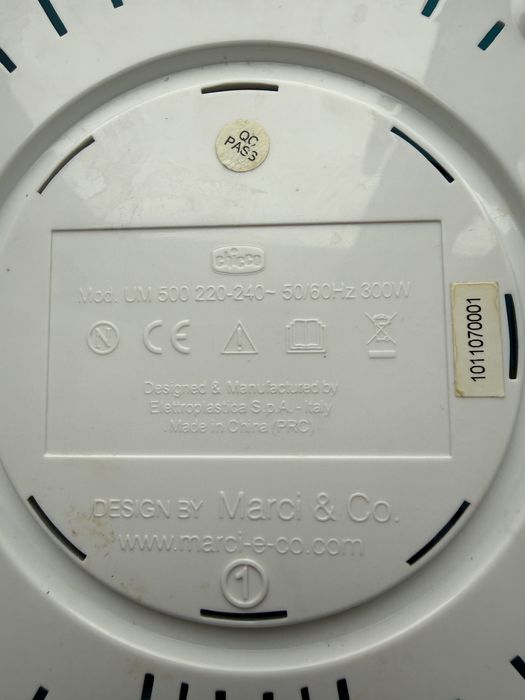 QC
PASS
chicco
Mod. UM 500 220-240~ 50/60Hz 300W
N
CE
Designed & Manufactured by
Elettroplastica S.p.A. - Italy
Made in China (PRC)
1011070001
DESIGN BY Marci & Co.
www.marci-e-co.com
1